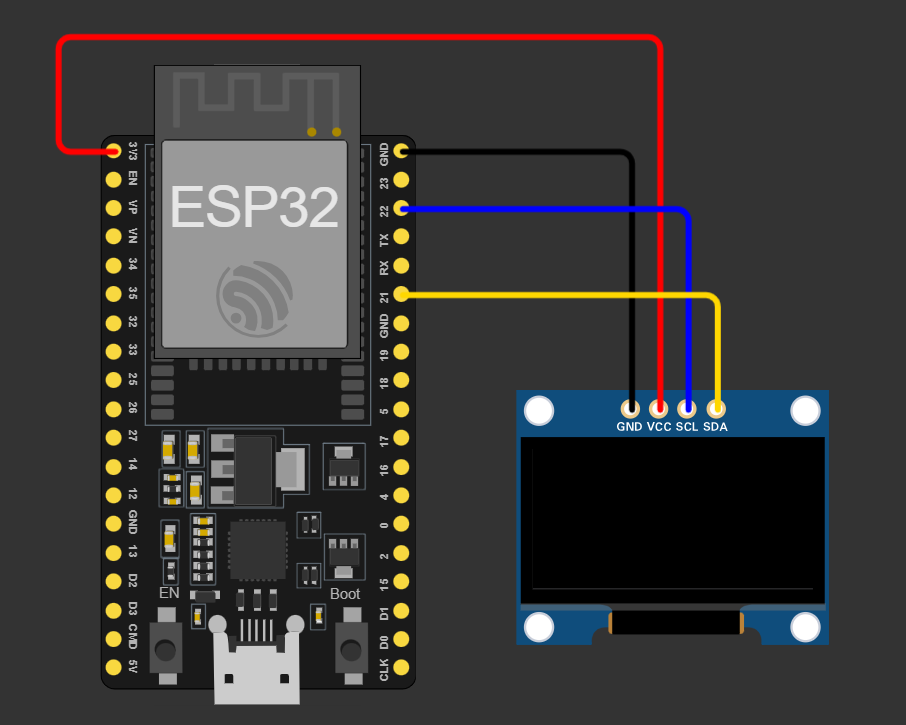 3V3
EN
VP
VN
34
35
32
33
25
26
27
14
12
GND
13
D2
D3
CMD
5V
ESP32
EN
Boot
GND
23
22
TX
RX
21
GND
19
18
5
17
16
4
0
2
15
D1
D0
CLK
GND VCC SCL SDA